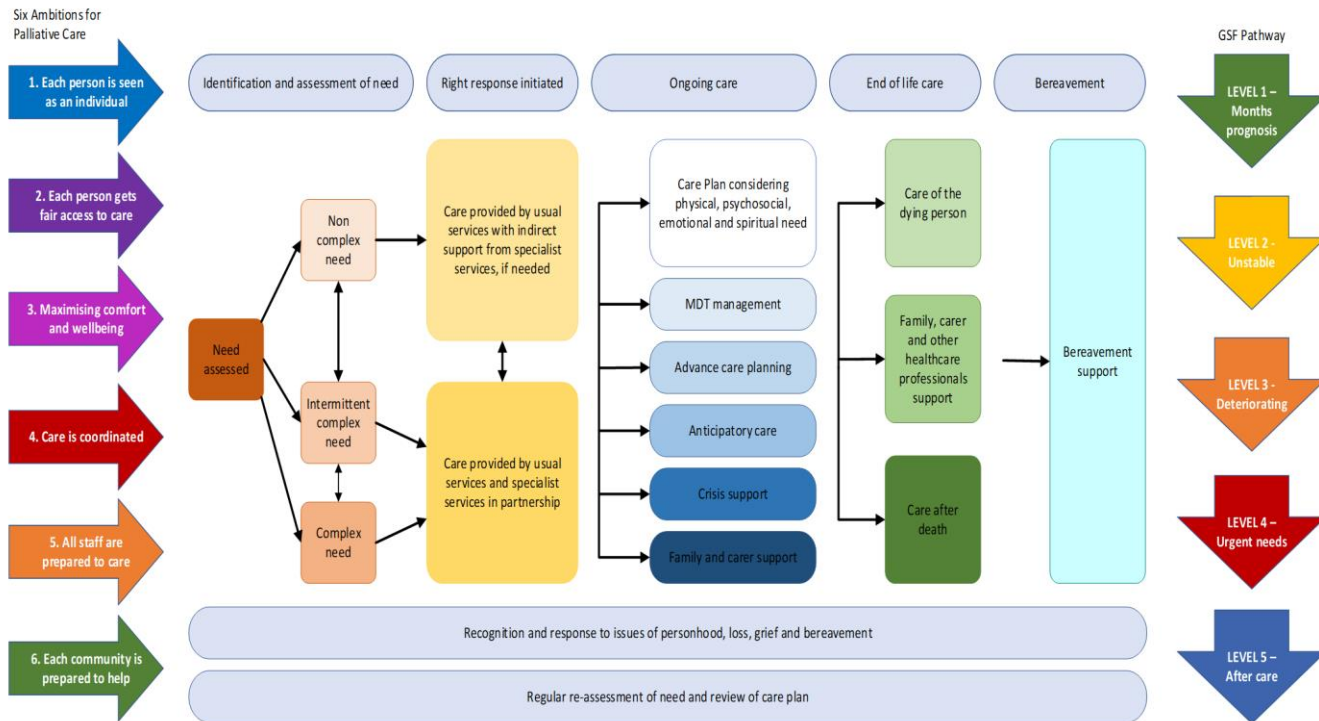 Six Ambitions for
Palliative Care
1. Each person is seen
as an individual
2. Each person gets
fair access to care
3. Maximising comfort
and wellbeing
4. Care is coordinated
5. All staff are
prepared to care
6. Each community is
prepared to help
Identification and assessment of need
Right response initiated
Ongoing care
End of life care
Bereavement
Need
assessed
Non
complex
need
Intermittent
complex
need
Complex
need
Care provided by usual
services with indirect
support from specialist
services, if needed
Care provided by usual
services and specialist
services in partnership
Care Plan considering
physical, psychosocial,
emotional and spiritual need
MDT management
Advance care planning
Anticipatory care
Crisis support
Family and carer support
Care of the
dying person
Family, carer
and other
healthcare
professionals
support
Care after
death
Bereavement
support
Recognition and response to issues of personhood, loss, grief and bereavement
Regular re-assessment of need and review of care plan
GSF Pathway
LEVEL 1 –
Months
prognosis
LEVEL 2 -
Unstable
LEVEL 3 -
Deteriorating
LEVEL 4 –
Urgent needs
LEVEL 5 –
After care